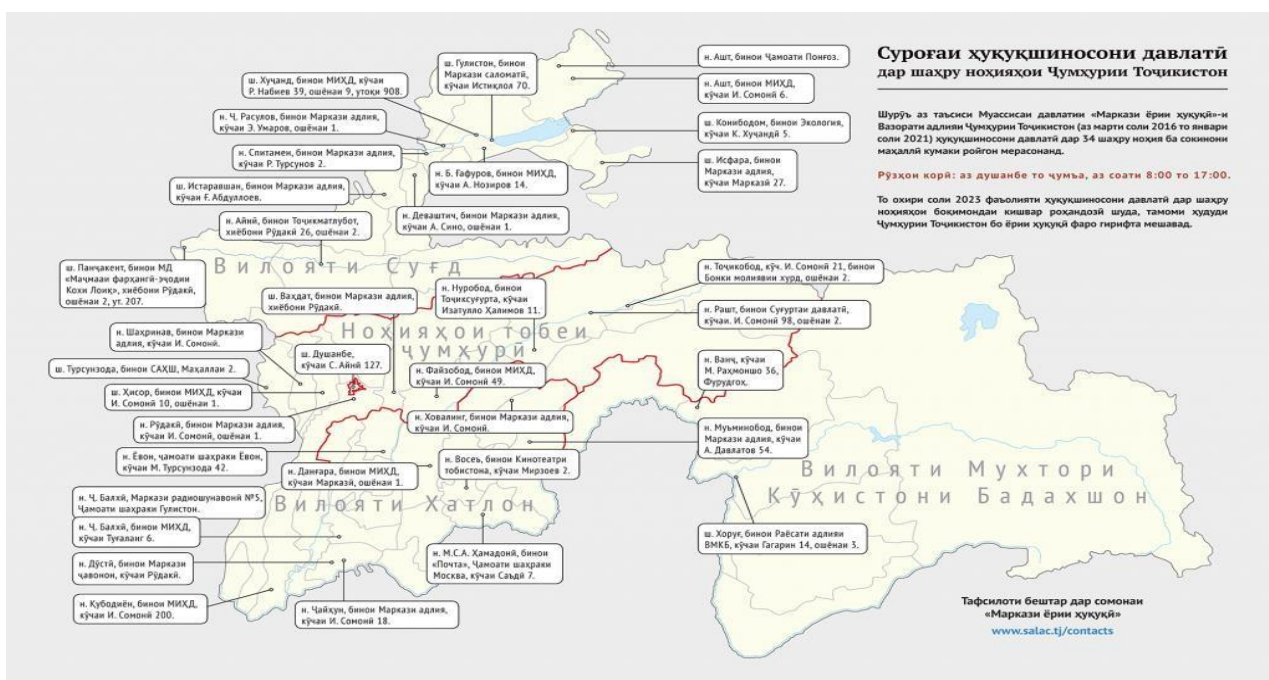 Суроғаи ҳуқуқшиносони давлатӣ
дар шаҳру ноҳияҳои Ҷумҳурии Тоҷикистон
Шурӯъ аз таъсиси Муассисаи давлатии «Маркази ёрии ҳуқуқӣ»-и
Вазорати адлияи Ҷумҳурии Тоҷикистон (аз марти соли 2016 то январи
соли 2021) ҳуқуқшиносони давлатӣ дар 34 шаҳру ноҳия ба сокинони
маҳаллӣ кумаки ройгон мерасонанд.
Рӯзҳои корӣ: аз душанбе то ҷумъа, аз соати 8:00 то 17:00.
То охири соли 2023 фаъолияти ҳуқуқшиносони давлатӣ дар шаҳру
ноҳияҳои боқимондаи кишвар роҳандозӣ шуда, тамоми ҳудуди
Ҷумҳурии Тоҷикистон бо ёрии ҳуқуқӣ фаро гирифта мешавад.
ш. Гулистон, бинои
Маркази саломатӣ,
кӯчаи Истиқлол 70.
н. Ашт, бинои Ҷамоати Понғоз.
ш. Хуҷанд, бинои МИҲД, кӯчаи
Р. Набиев 39, ошёнаи 9, утоқи 908.
н. Ашт, бинои МИҲД,
кӯчаи И. Сомонӣ 6.
н. Ҷ. Расулов, бинои Маркази адлия,
кӯчаи Э. Умаров, ошёнаи 1.
ш. Конибодом, бинои Экология,
кӯчаи К. Хуҷандӣ 5.
н. Спитамен, бинои Маркази адлия,
кӯчаи Р. Турсунов 2.
н. Б. Ғафуров, бинои МИҲД,
кӯчаи А. Нозиров 14.
ш. Исфара, бинои
Маркази адлия,
кӯчаи Марказӣ 27.
ш. Истаравшан, бинои Маркази адлия,
кӯчаи Ғ. Абдуллоев.
н. Деваштич, бинои Маркази адлия,
кӯчаи А. Сино, ошёнаи 1.
н. Айнӣ, бинои Тоҷикматлубот,
хиёбони Рӯдакӣ 26, ошёнаи 2.
Вилояти Суғд
ш. Панҷакент, бинои МД
«Маҷмааи фарҳангӣ-эҷодии
Кохи Лоиқ», хиёбони Рӯдакӣ,
ошёнаи 2, ут. 207.
ш. Ваҳдат, бинои Маркази адлия,
хиёбони Рӯдакӣ.
н. Нуробод, бинои
Тоҷиксуғурта, кӯчаи
Изатулло Ҳалимов 11.
н. Тоҷикобод, кӯч. И. Сомонӣ 21, бинои
Бонки молиявии хурд, ошёнаи 2.
н. Рашт, бинои Суғуртаи давлатӣ,
кӯчаи. И. Сомонӣ 98, ошёнаи 2.
Ноҳияҳои тобеи
ҷумҳурӣ
н. Шаҳринав, бинои Маркази
адлия, кӯчаи И. Сомонӣ.
ш. Душанбе,
кӯчаи С. Айнӣ 127.
н. Ванҷ, кӯчаи
М. Раҳмоншо 36,
Фурудгоҳ.
ш. Турсунзода, бинои САҲШ, Маҳаллаи 2.
н. Файзобод, бинои МИҲД,
кӯчаи И. Сомонӣ 49.
ш. Ҳисор, бинои МИҲД, кӯчаи
И. Сомонӣ 10, ошёнаи 1.
н. Ховалинг, бинои Маркази адлия,
кӯчаи И. Сомонӣ.
н. Рӯдакӣ, бинои Маркази адлия,
кӯчаи И. Сомонӣ, ошёнаи 1.
н. Муъминобод, бинои
Маркази адлия, кӯчаи
А. Давлатов 54.
н. Ёвон, ҷамоати шаҳраки Ёвон,
кӯчаи М. Турсунзода 42.
н. Данғара, бинои МИҲД,
кӯчаи Марказӣ, ошёнаи 1.
н. Восеъ, бинои Кинотеатри
тобистона, кӯчаи Мирзоев 2.
Вилояти Мухтори
Кӯҳистони Бадахшон
н. Ҷ. Балхӣ, Маркази радиошунавонӣ №5,
Ҷамоати шаҳраки Гулистон.
Вилояти Хатлон
н. Ҷ. Балхӣ, бинои МИҲД,
кӯчаи Туғаланг 6.
ш. Хоруғ, бинои Раёсати адлияи
ВМКБ, кӯчаи Гагарин 14, ошёнаи 3.
н. М.С.А. Ҳамадонӣ, бинои
«Почта», Ҷамоати шаҳраки
Москва, кӯчаи Саъдӣ 7.
н. Дӯстӣ, бинои Маркази
ҷавонон, кӯчаи Рӯдакӣ.
н. Қубодиён, бинои МИҲД,
кӯчаи И. Сомонӣ 200.
н. Ҷайҳун, бинои Маркази адлия,
кӯчаи И. Сомонӣ 18.
Тафсилоти бештар дар сомонаи
«Маркази ёрии ҳуқуқӣ»
www.salac.tj/contacts